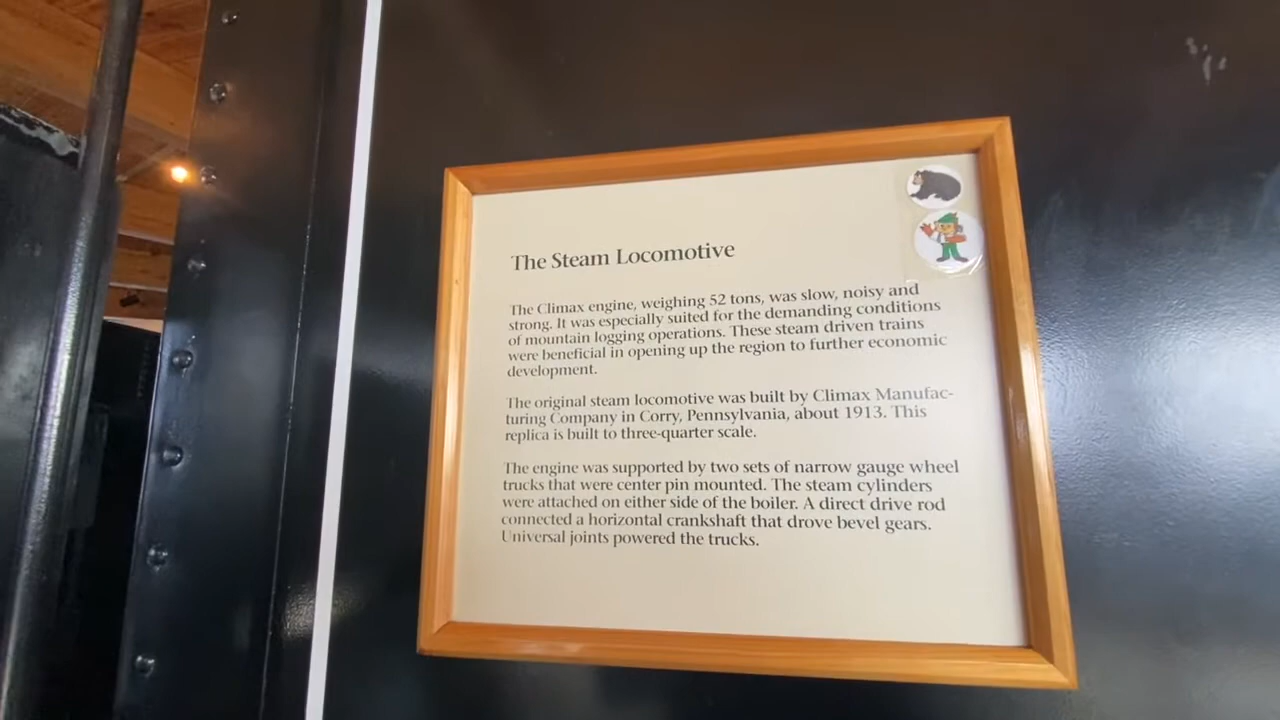 The Steam Locomotive
The Climax engine, weighing 52 tons, was slow, noisy and
strong. It was especially suited for the demanding conditions
of mountain logging operations. These steam driven trains
were beneficial in opening up the region to further economic
development.
The original steam locomotive was built by Climax Manufac-
turing Company in Corry, Pennsylvania, about 1913. This
replica is built to three-quarter scale.
The engine was supported by two sets of narrow gauge wheel
trucks that were center pin mounted. The steam cylinders
were attached on either side of the boiler. A direct drive rod
connected a horizontal crankshaft that drove bevel gears.
Universal joints powered the trucks.